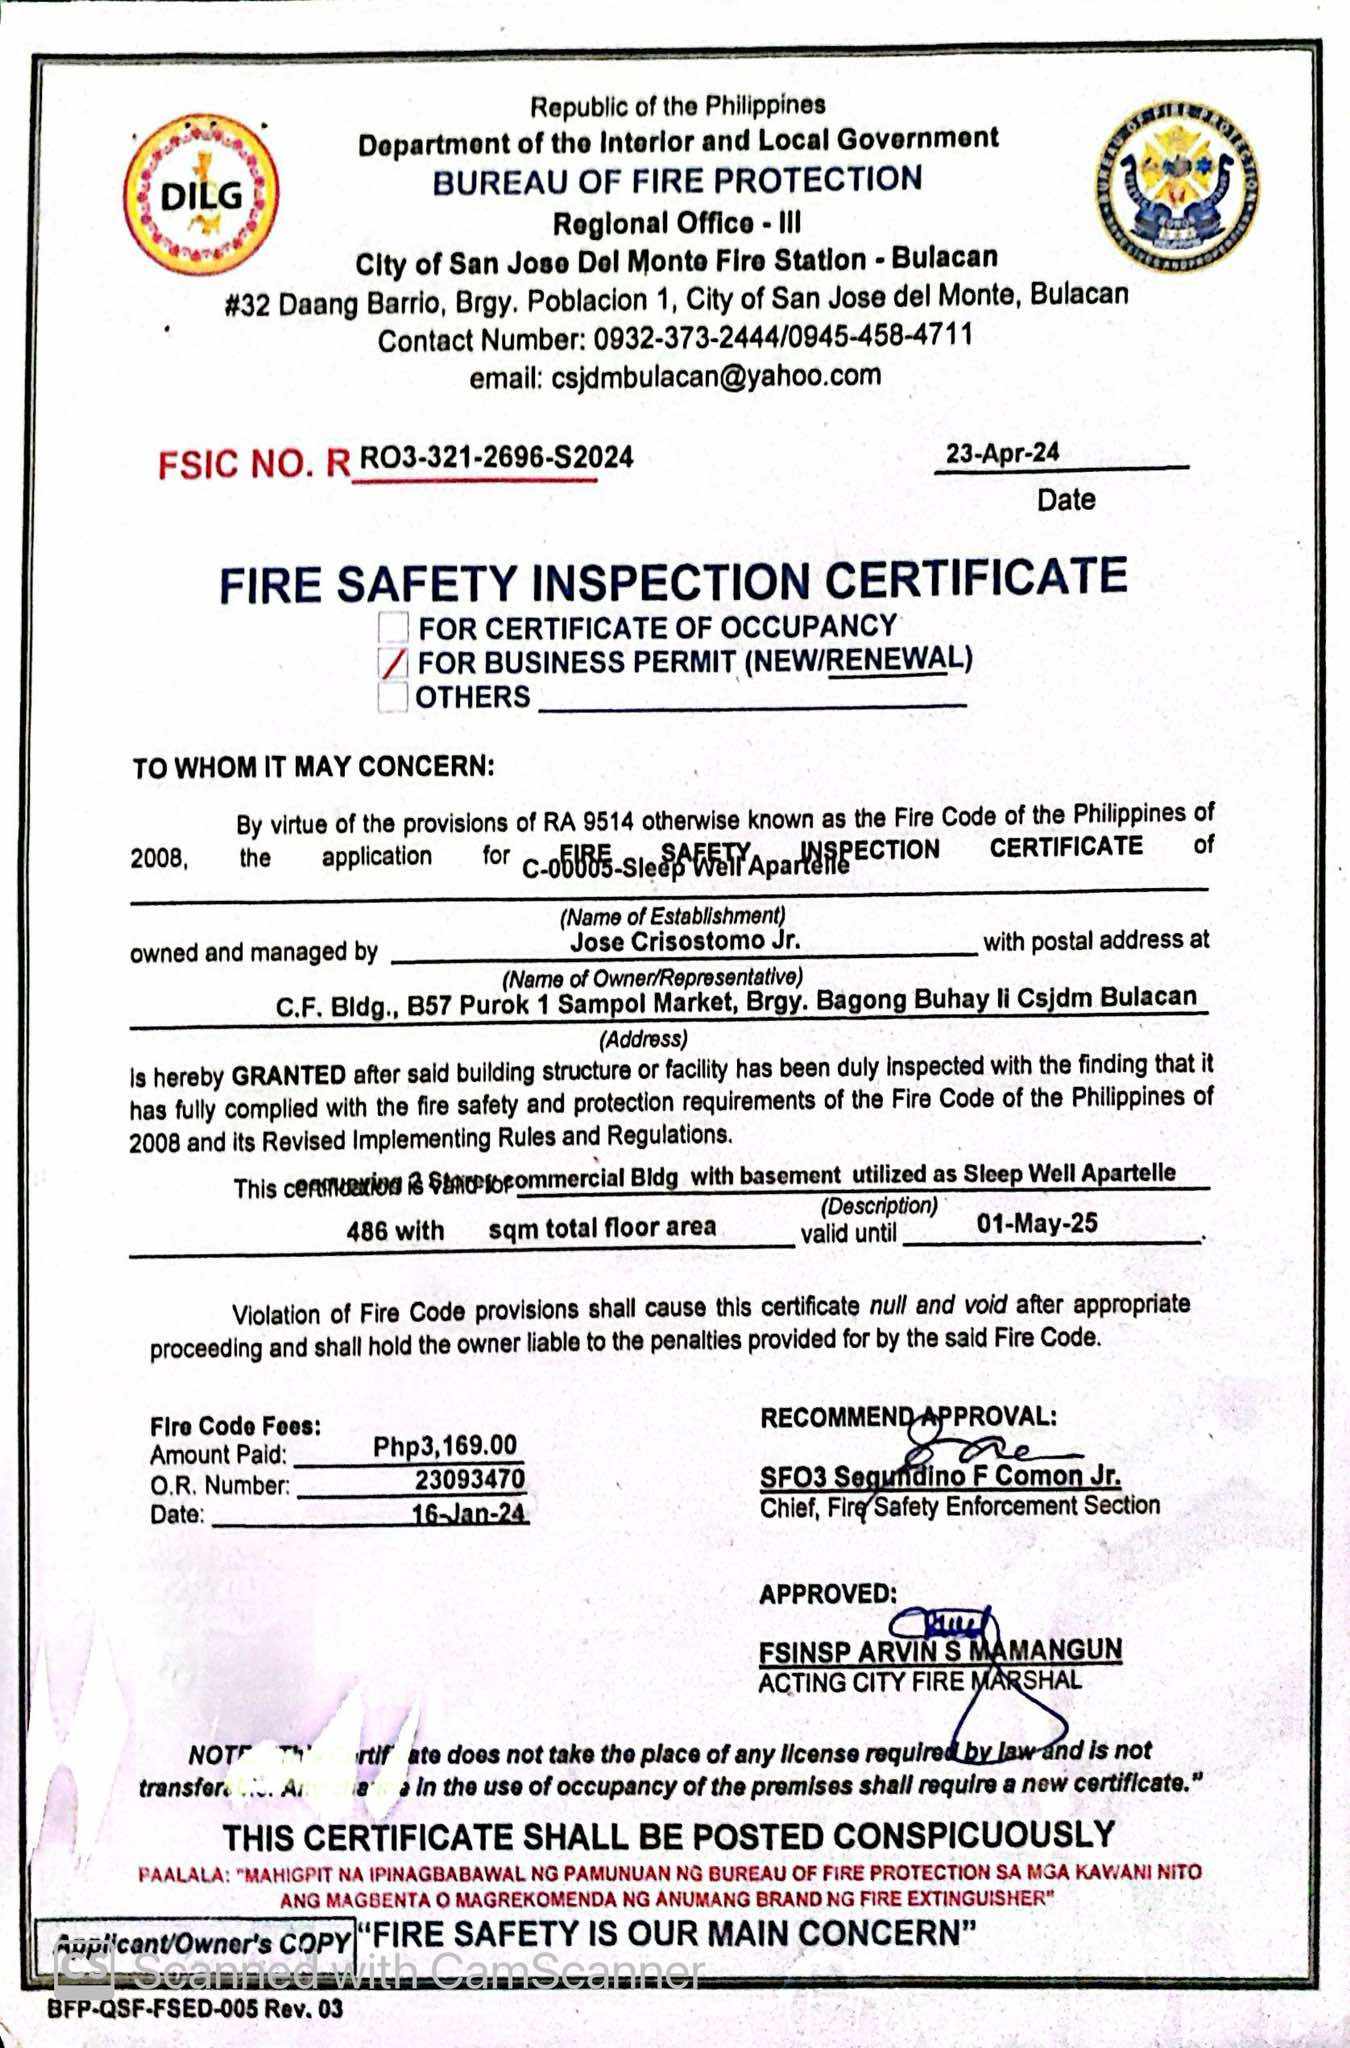 Republic of the Philippines
Department of the Interior and Local Government
BUREAU OF FIRE PROTECTION
Regional Office - III
City of San Jose Del Monte Fire Station - Bulacan
#32 Daang Barrio, Brgy. Poblacion 1, City of San Jose del Monte, Bulacan
Contact Number: 0932-373-2444/0945-458-4711
email: csjdmbulacan@yahoo.com
DILG
BUREAU OF FIRE PROTECTION
FSIC NO. R RO3-321-2696-S2024
23-Apr-24
Date
FIRE SAFETY INSPECTION CERTIFICATE
FOR CERTIFICATE OF OCCUPANCY
FOR BUSINESS PERMIT (NEW/RENEWAL)
OTHERS
TO WHOM IT MAY CONCERN:
By virtue of the provisions of RA 9514 otherwise known as the Fire Code of the Philippines of
2008, the application for FIRE SAFETY INSPECTION CERTIFICATE of
C-00005-Sleep Well Apartelle
(Name of Establishment)
owned and managed by Jose Crisostomo Jr. with postal address at
(Name of Owner/Representative)
C.F. Bldg., B57 Purok 1 Sampol Market, Brgy. Bagong Buhay Ii Csjdm Bulacan
(Address)
is hereby GRANTED after said building structure or facility has been duly inspected with the finding that it
has fully complied with the fire safety and protection requirements of the Fire Code of the Philippines of
2008 and its Revised Implementing Rules and Regulations.
This certification is valid for commercial Bldg with basement utilized as Sleep Well Apartelle
(Description)
486 with sqm total floor area valid until 01-May-25.
Violation of Fire Code provisions shall cause this certificate null and void after appropriate
proceeding and shall hold the owner liable to the penalties provided for by the said Fire Code.
Fire Code Fees:
Amount Paid: Php3,169.00
O.R. Number: 23093470
Date: 16-Jan-24
RECOMMEND APPROVAL:
SFO3 Segundino F Comon Jr.
Chief, Fire Safety Enforcement Section
APPROVED:
FSINSP ARVIN S MAMANGUN
ACTING CITY FIRE MARSHAL
does not take the place of any license required by law and is not
in the use of occupancy of the premises shall require a new certificate."
THIS CERTIFICATE SHALL BE POSTED CONSPICUOUSLY
PAALALA: "MAHIGPIT NA IPINAGBABAWAL NG PAMUNUAN NG BUREAU OF FIRE PROTECTION SA MGA KAWANI NITO
ANG MAGBENTA O MAGREKOMENDA NG ANUMANG BRAND NG FIRE EXTINGUISHER"
Applicant/Owner's COPY
"FIRE SAFETY IS OUR MAIN CONCERN"
CS Scanned with CamScanner
BFP-QSF-FSED-005 Rev. 03